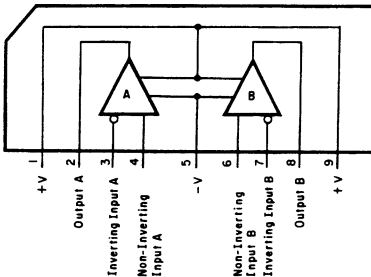 A
B
1
2
3
4
5
6
7
8
9
+V
Output A
Inverting Input A
Non-Inverting
Input A
-V
Non-Inverting
Input B
Inverting Input B
Output B
+V